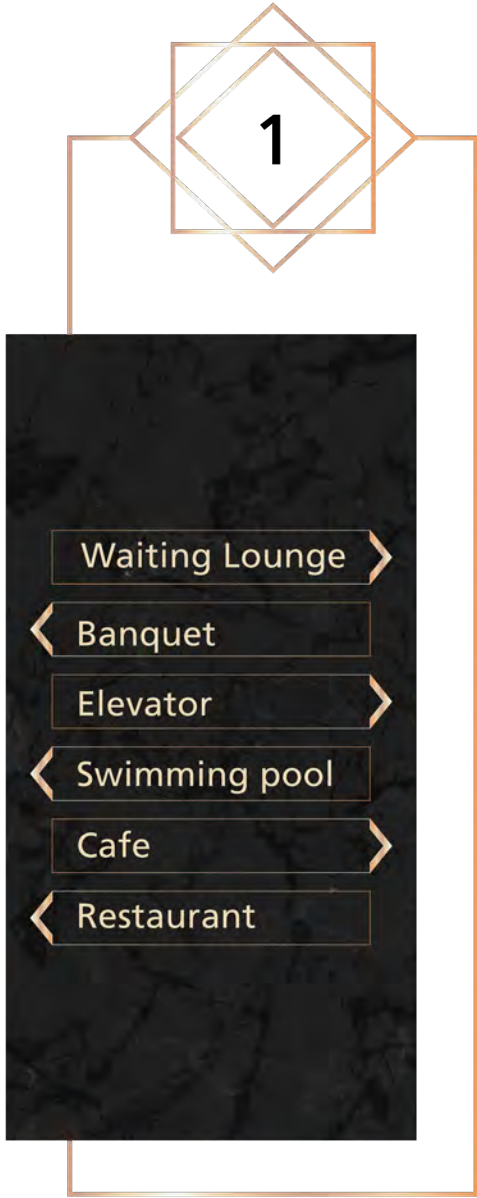 1
Waiting Lounge
Banquet
Elevator
Swimming pool
Cafe
Restaurant